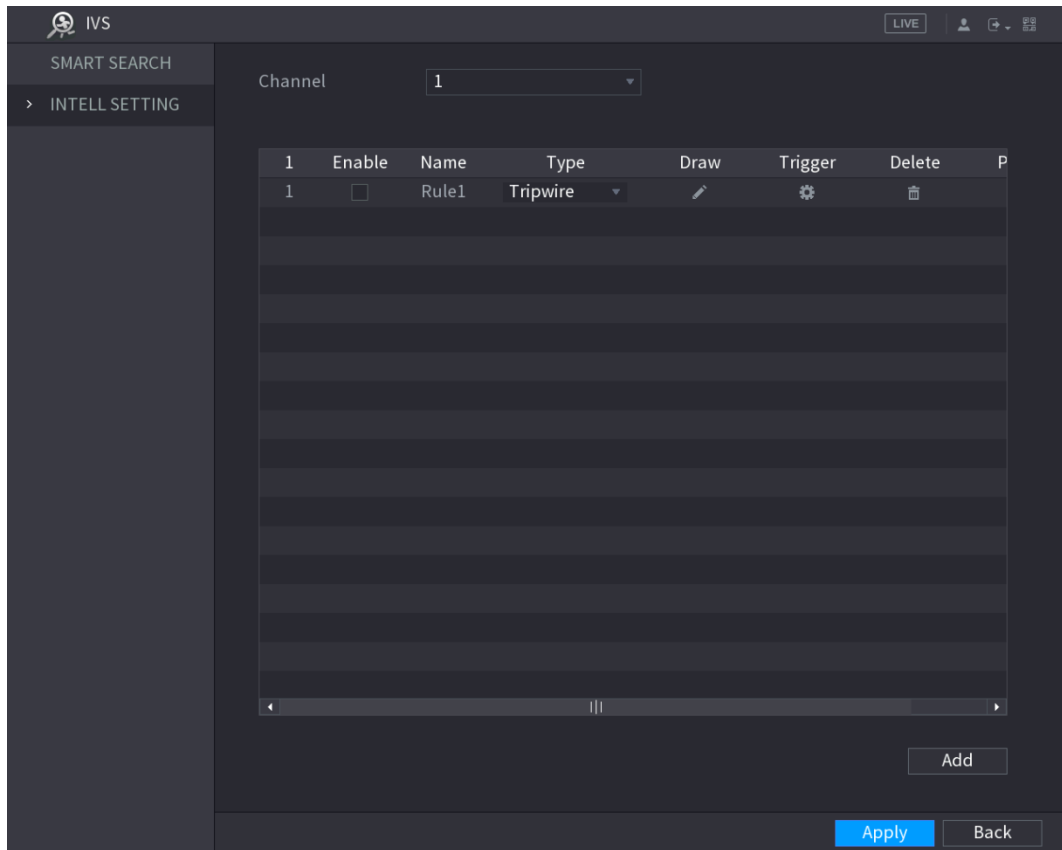 IVS
LIVE
SMART SEARCH
INTELL SETTING
Channel 1
1 Enable Name Type Draw Trigger Delete P
1 Rule1 Tripwire
Add
Apply Back